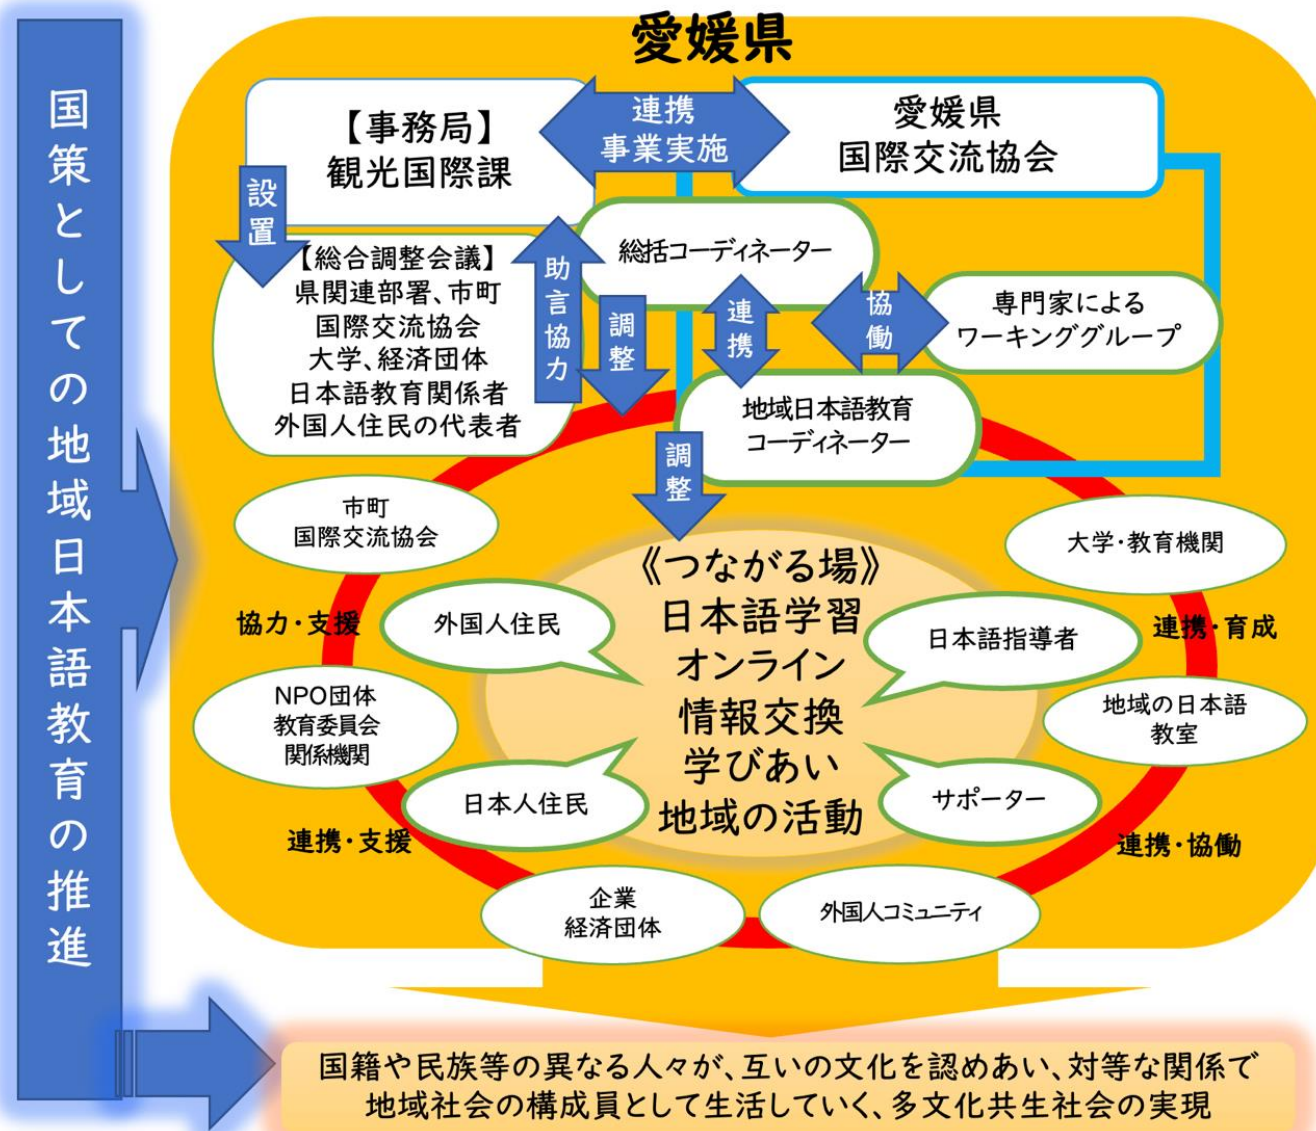 愛媛県
国策としての地域日本語教育の推進
【事務局】
観光国際課
連携
事業実施
愛媛県
国際交流協会
設置
【総合調整会議】
県関連部署、市町
国際交流協会
大学、経済団体
日本語教育関係者
外国人住民の代表者
助言協力
調整
総括コーディネーター
連携
協働
専門家による
ワーキンググループ
地域日本語教育
コーディネーター
調整
市町
国際交流協会
大学・教育機関
《つながる場》
日本語学習
オンライン
情報交換
学びあい
地域の活動
協力・支援
外国人住民
日本語指導者
連携・育成
NPO団体
教育委員会
関係機関
地域の日本語
教室
日本人住民
サポーター
連携・支援
連携・協働
企業
経済団体
外国人コミュニティ
国籍や民族等の異なる人々が、互いの文化を認めあい、対等な関係で
地域社会の構成員として生活していく、多文化共生社会の実現